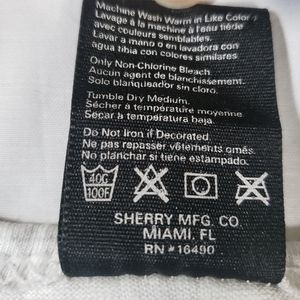 Machine Wash Warm in Like Colors
Lavage à la machine à l'eau tiède
avec couleurs semblables.
Lavar a mano o en lavadora con
agua tibia con colores similares
Only Non-Chlorine Bleach
Aucun agent de blanchiment
Solo blanqueador sin cloro.
Tumble Dry Medium.
Sécher à température moyenne
Secar a temperatura moyenne
Do Not Iron if Decorated.
Ne pas repasser vêtements ornés.
No planchar si tiene estampado.
40C
100F
SHERRY MFG. CO.
MIAMI, FL
RN #16490